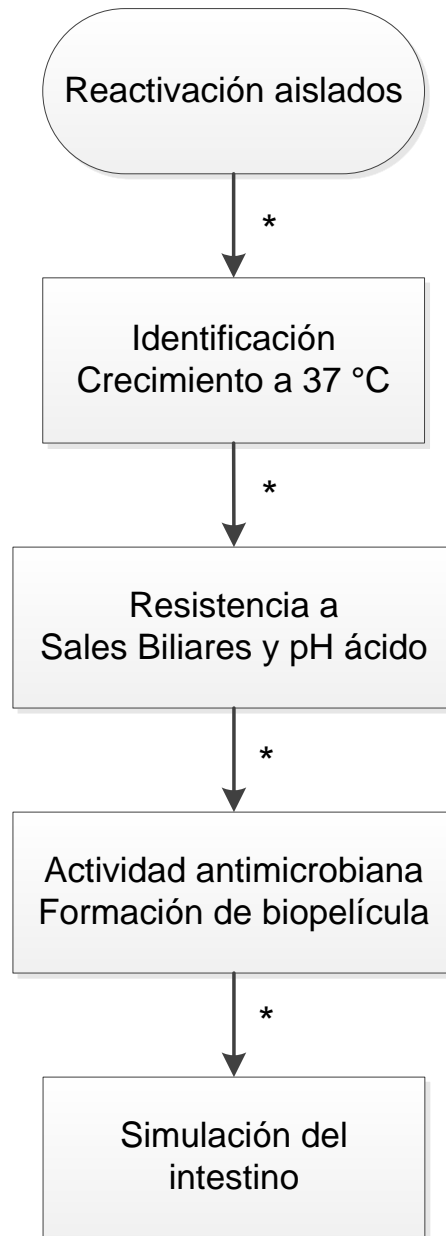 Reactivación aislados
*
Identificación
Crecimiento a 37 °C
*
Resistencia a
Sales Biliares y pH ácido
*
Actividad antimicrobiana
Formación de biopelícula
*
Simulación del
intestino